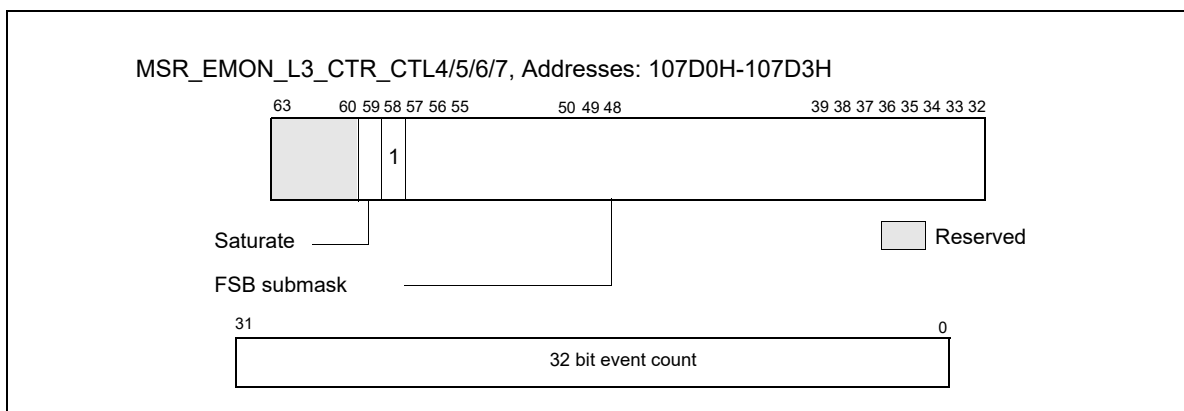 MSR_EMON_L3_CTR_CTL4/5/6/7, Addresses: 107D0H-107D3H
63 60 59 58 57 56 55 50 49 48 39 38 37 36 35 34 33 32
1
Saturate
Reserved
FSB submask
31 0
32 bit event count